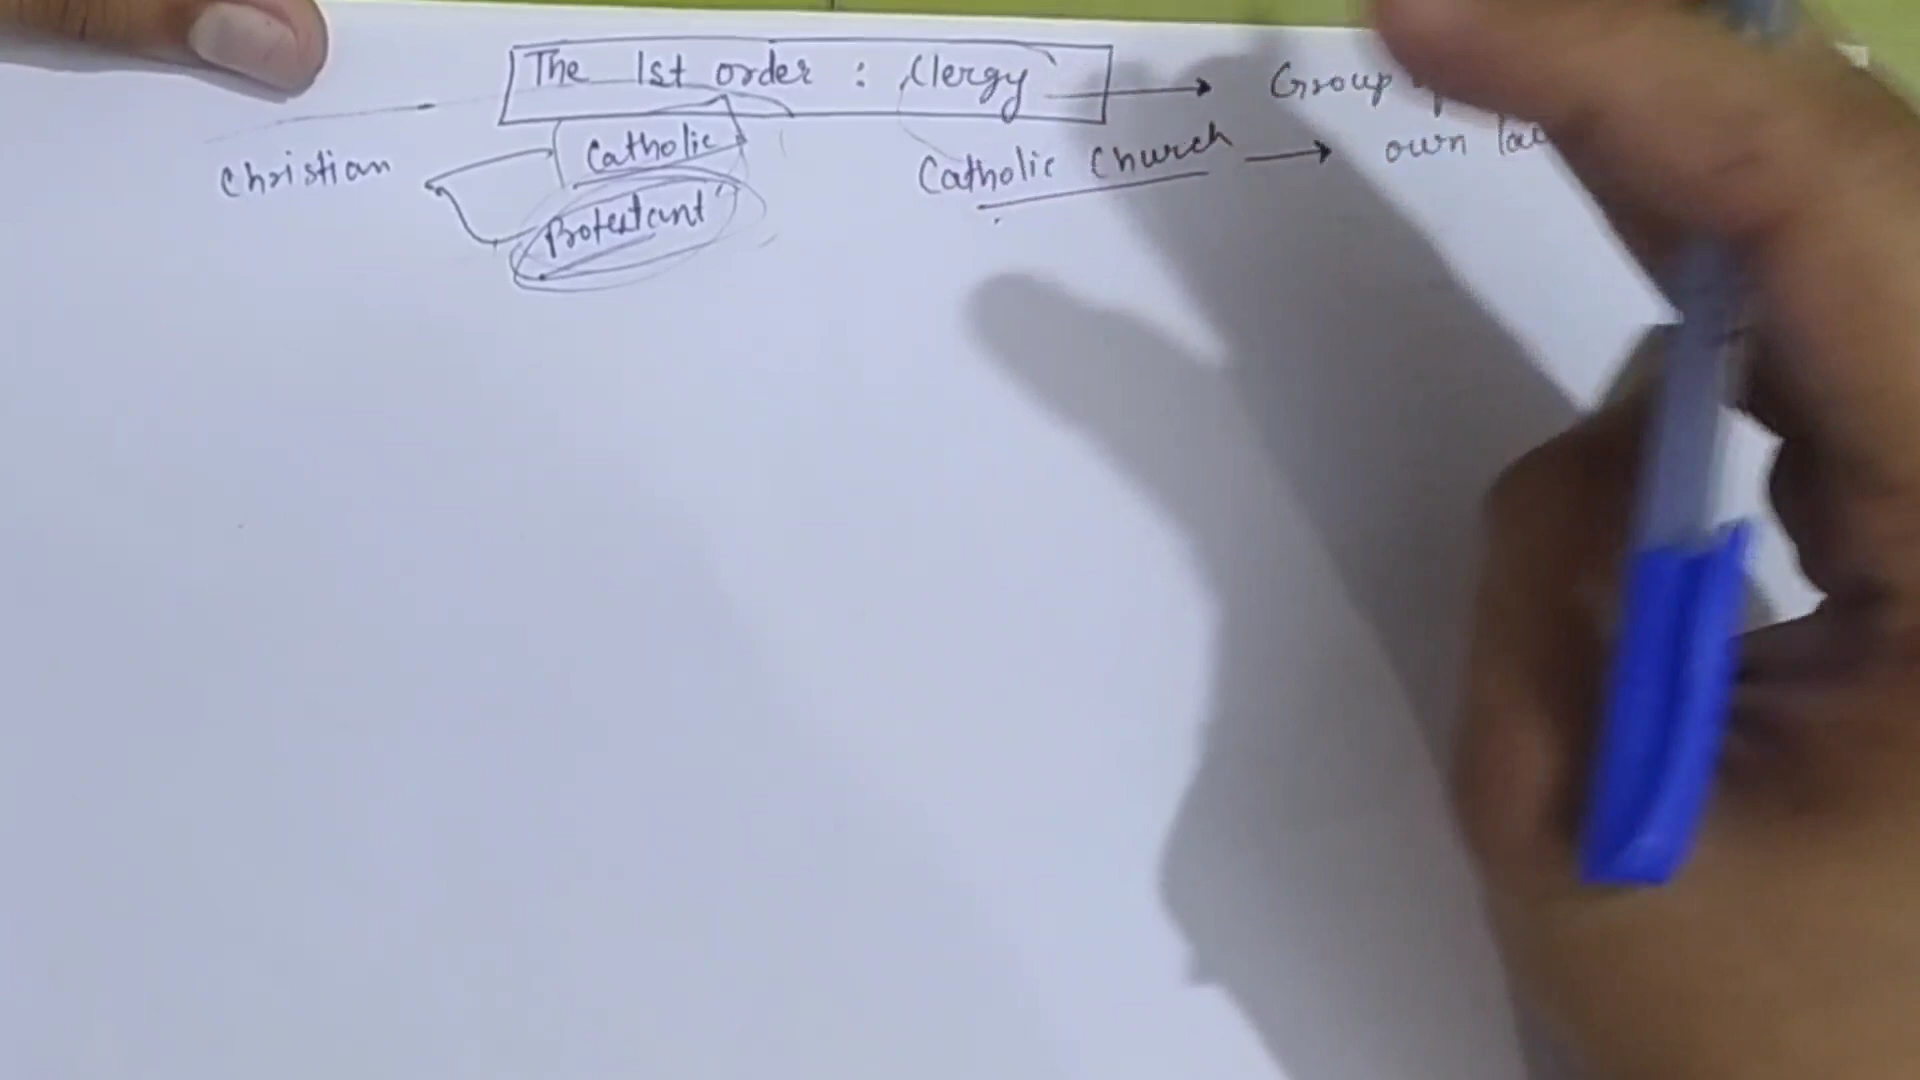 The 1st order : Clergy → Group
Catholic
Catholic Church → own
Christian
Protestant